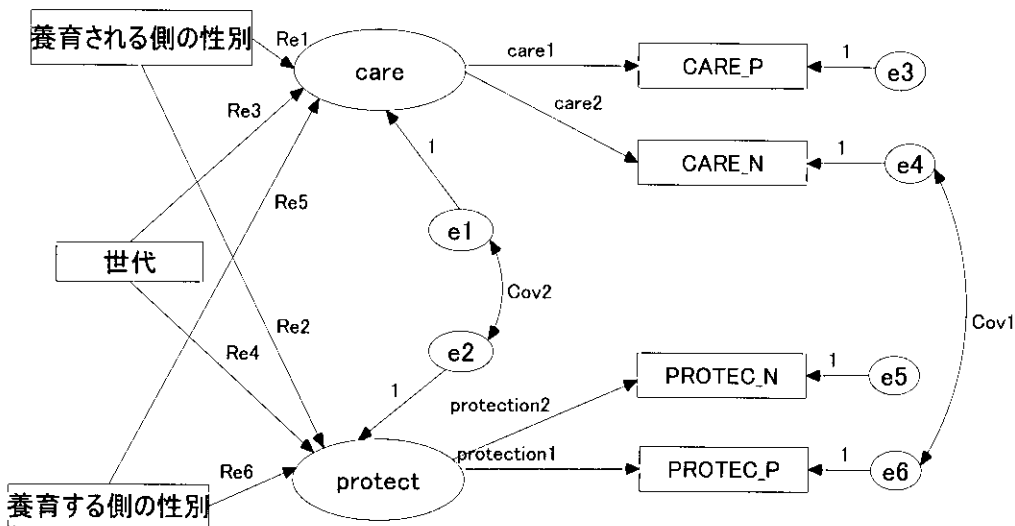 養育される側の性別
Re1
care
care1
CARE_P
1
e3
care2
Re3
1
CARE_N
1
e4
Re5
e1
世代
Cov2
Cov1
Re2
Re4
e2
1
PROTEC_N
1
e5
protection2
protection1
養育する側の性別
Re6
protect
PROTEC_P
1
e6